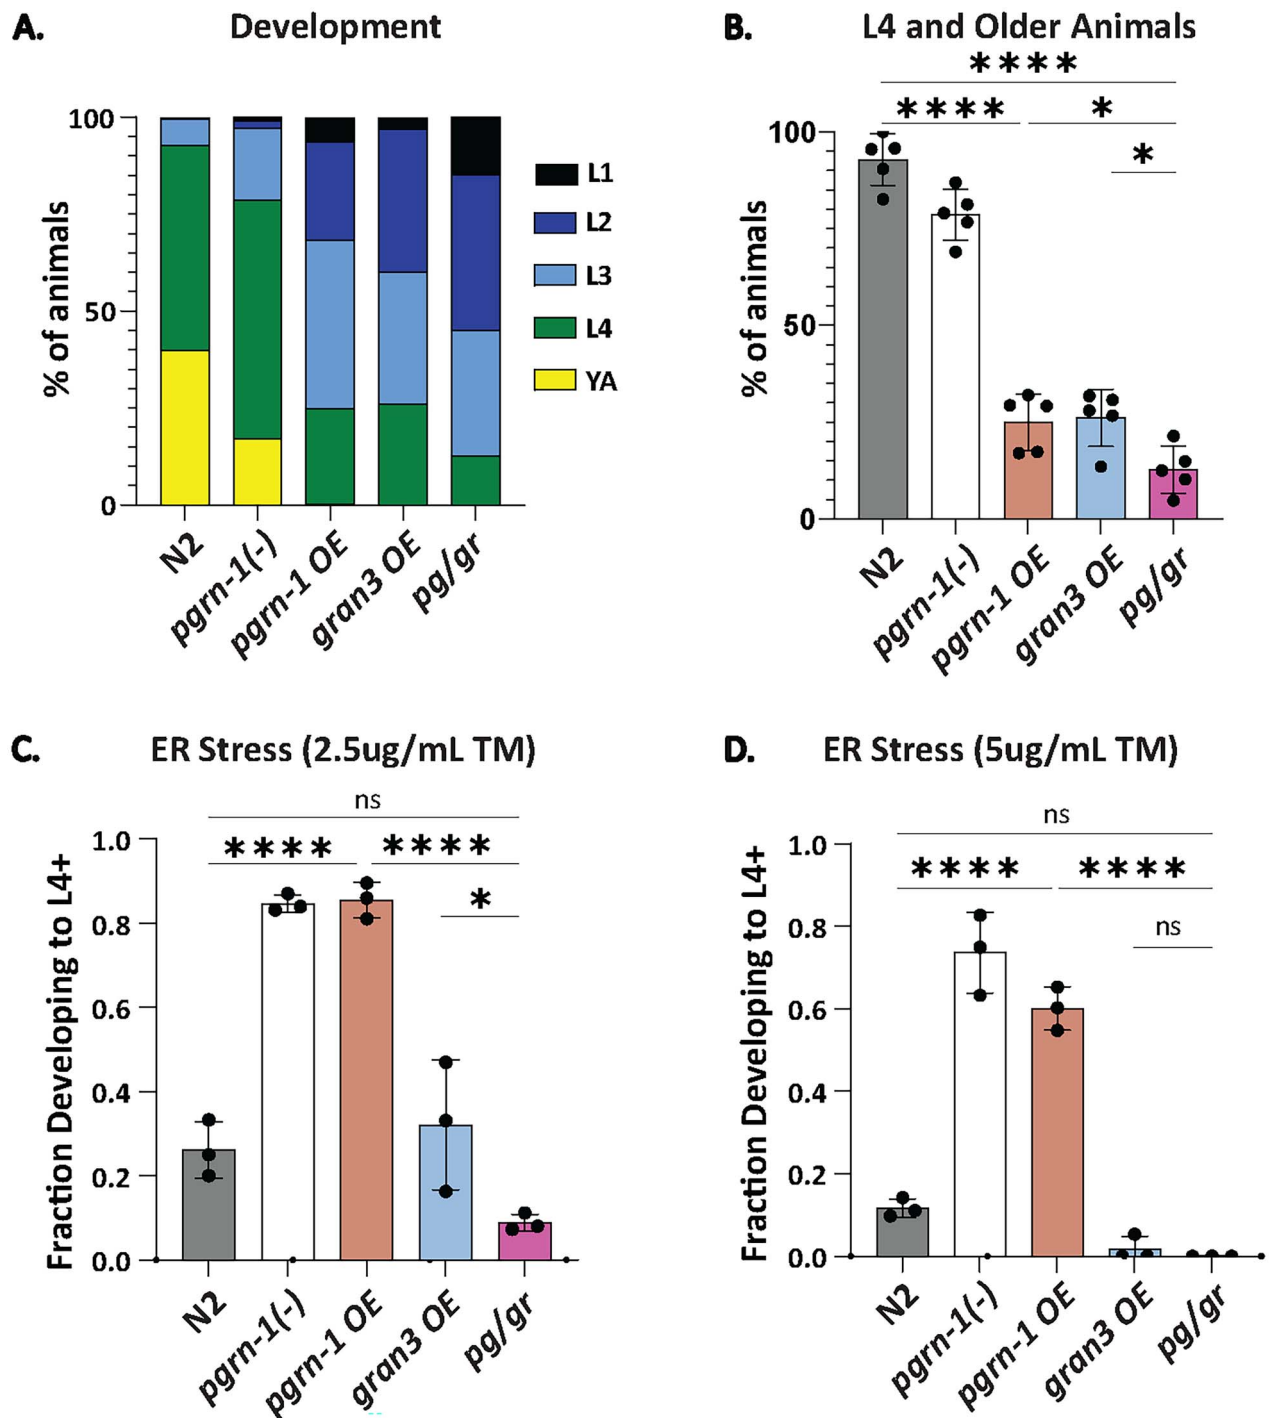 A.
Development
% of animals
100
50
0
N2
pgrn-1(-)
pgrn-1 OE
gran3 OE
pg/gr
L1
L2
L3
L4
YA
B.
L4 and Older Animals
****
**** *
*
% of animals
100
50
0
N2
pgrn-1(-)
pgrn-1 OE
gran3 OE
pg/gr
C.
ER Stress (2.5ug/mL TM)
ns
**** ****
*
Fraction Developing to L4+
1.0
0.8
0.6
0.4
0.2
0.0
N2
pgrn-1(-)
pgrn-1 OE
gran3 OE
pg/gr
D.
ER Stress (5ug/mL TM)
ns
**** ****
ns
Fraction Developing to L4+
1.0
0.8
0.6
0.4
0.2
0.0
N2
pgrn-1(-)
pgrn-1 OE
gran3 OE
pg/gr